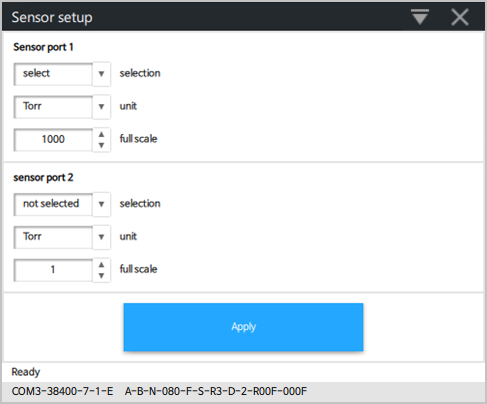 Sensor setup
Sensor port 1
select selection
Torr unit
1000 full scale
sensor port 2
not selected selection
Torr unit
1 full scale
Apply
Ready
COM3-38400-7-1-E A-B-N-080-F-S-R3-D-2-R00F-000F